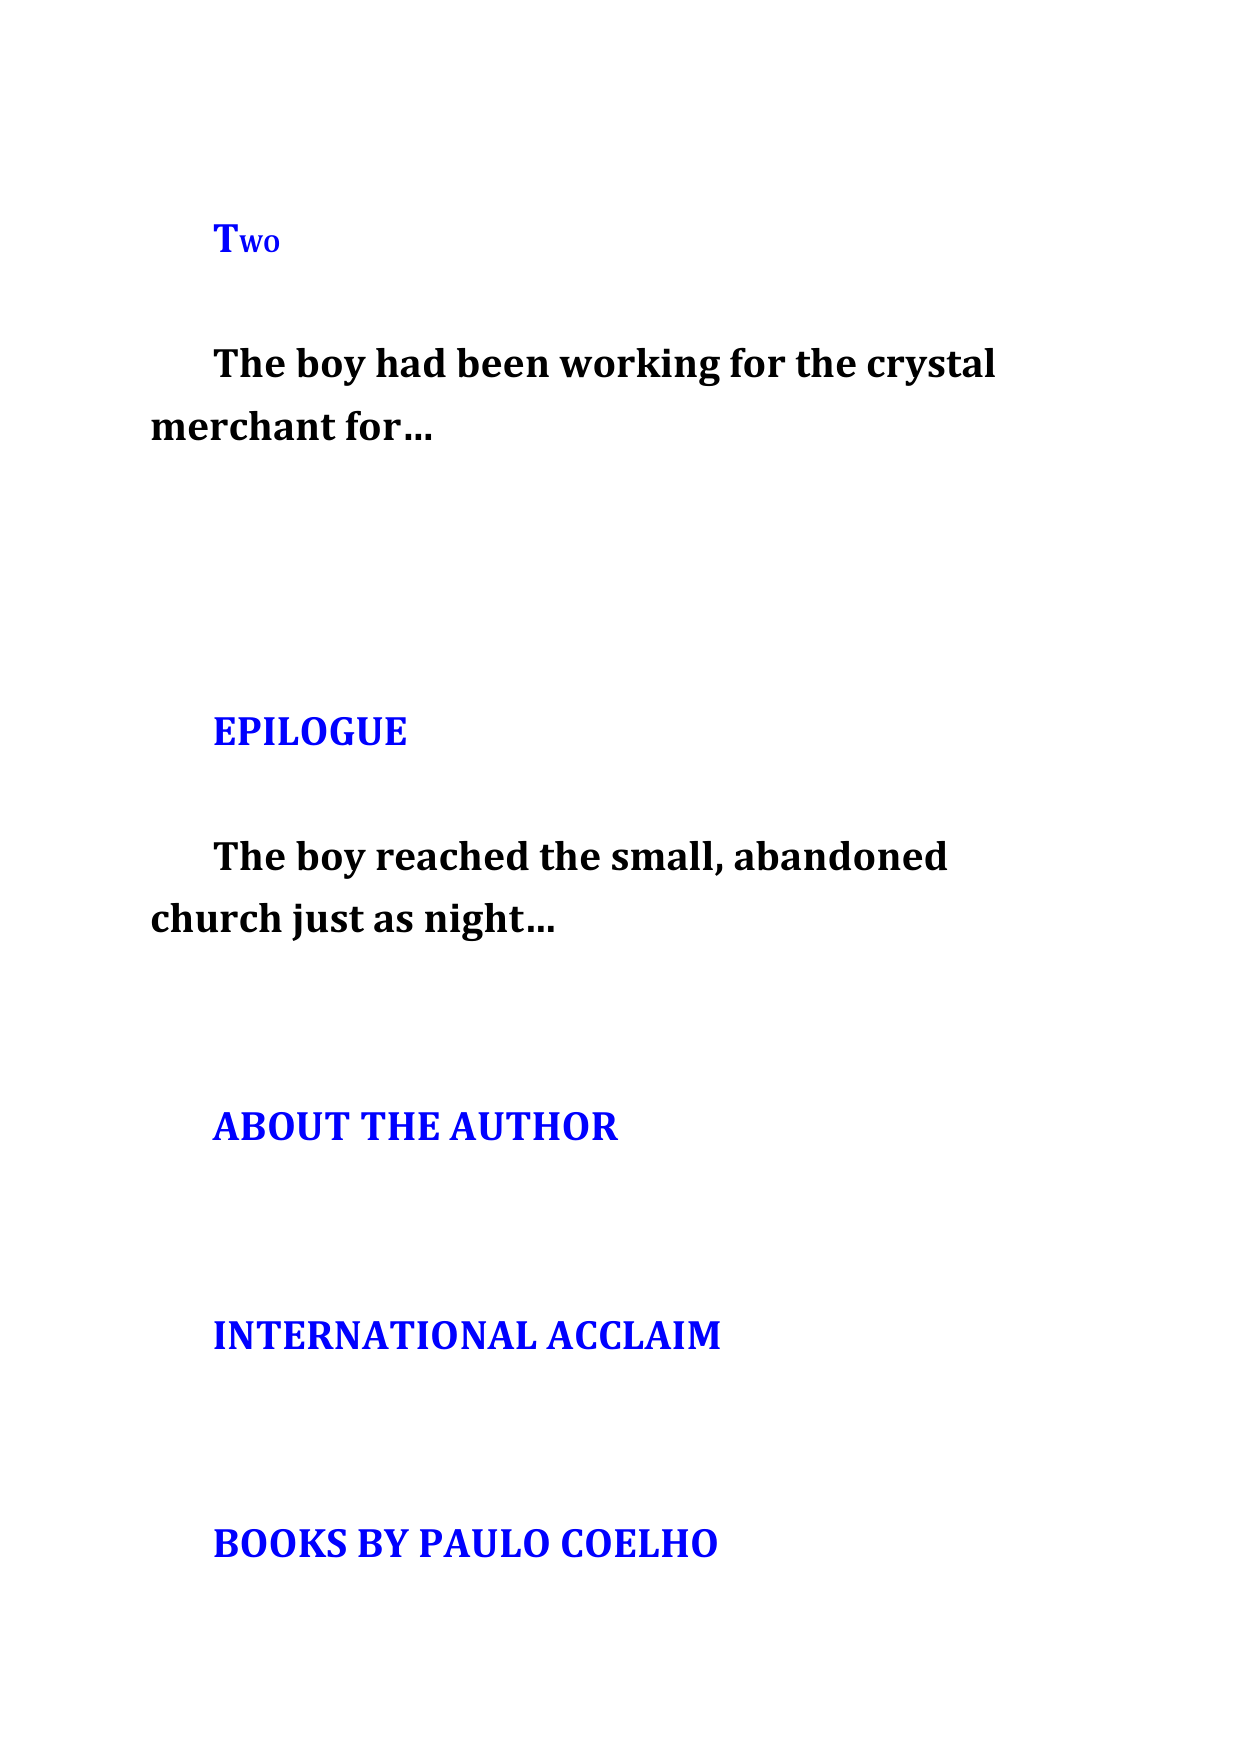 Two
The boy had been working for the crystal
merchant for…
EPILOGUE
The boy reached the small, abandoned
church just as night…
ABOUT THE AUTHOR
INTERNATIONAL ACCLAIM
BOOKS BY PAULO COELHO